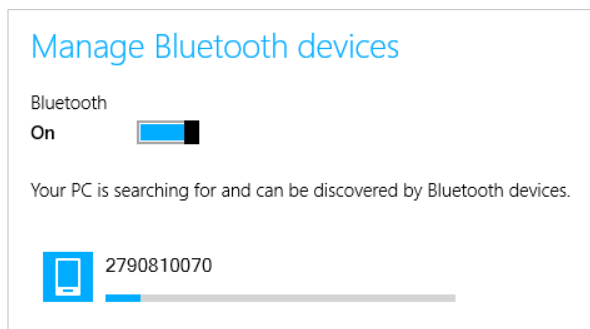 Manage Bluetooth devices
Bluetooth
On
Your PC is searching for and can be discovered by Bluetooth devices.
2790810070